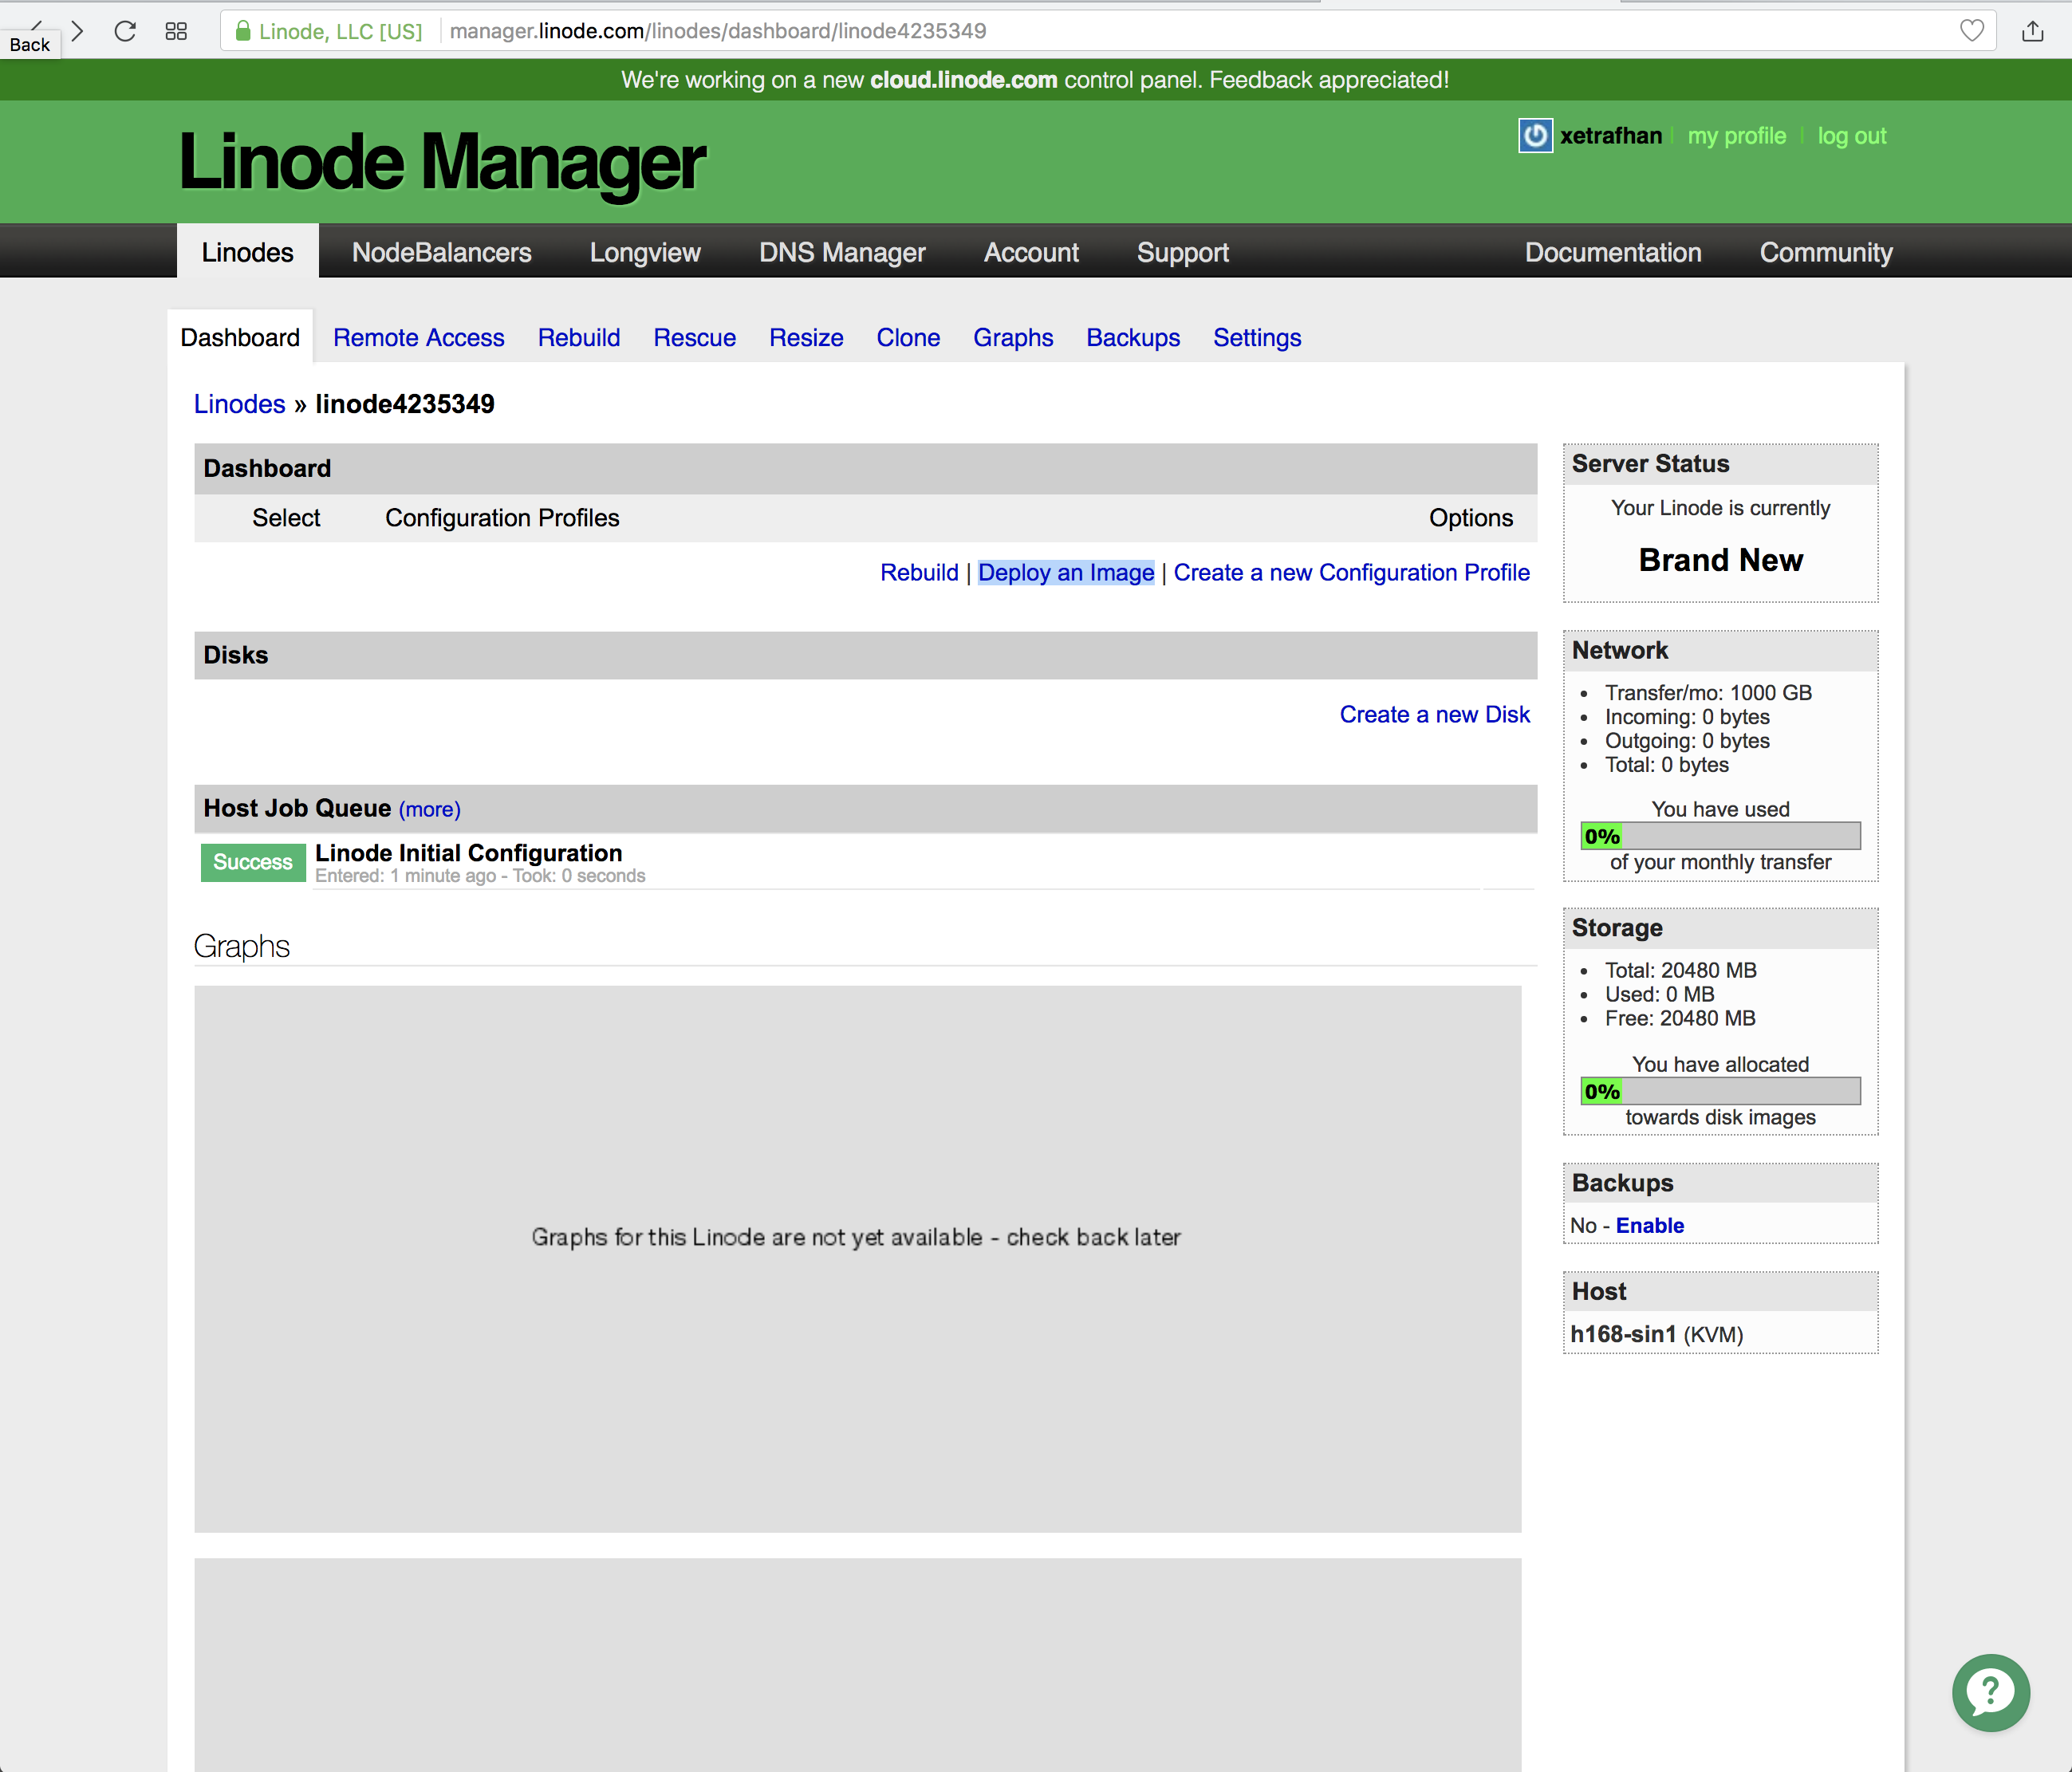 Linode, LLC [US] manager.linode.com/linodes/dashboard/linode4235349
Back
We're working on a new cloud.linode.com control panel. Feedback appreciated!
Linode Manager
xetrafhan my profile log out
Linodes NodeBalancers Longview DNS Manager Account Support Documentation Community
Dashboard Remote Access Rebuild Rescue Resize Clone Graphs Backups Settings
Linodes » linode4235349
Dashboard
Select Configuration Profiles Options
Rebuild | Deploy an Image | Create a new Configuration Profile
Disks
Create a new Disk
Host Job Queue (more)
Success Linode Initial Configuration
Entered: 1 minute ago - Took: 0 seconds
Graphs
Graphs for this Linode are not yet available - check back later
Server Status
Your Linode is currently
Brand New
Network
• Transfer/mo: 1000 GB
• Incoming: 0 bytes
• Outgoing: 0 bytes
• Total: 0 bytes
You have used
0%
of your monthly transfer
Storage
• Total: 20480 MB
• Used: 0 MB
• Free: 20480 MB
You have allocated
0%
towards disk images
Backups
No - Enable
Host
h168-sin1 (KVM)
?